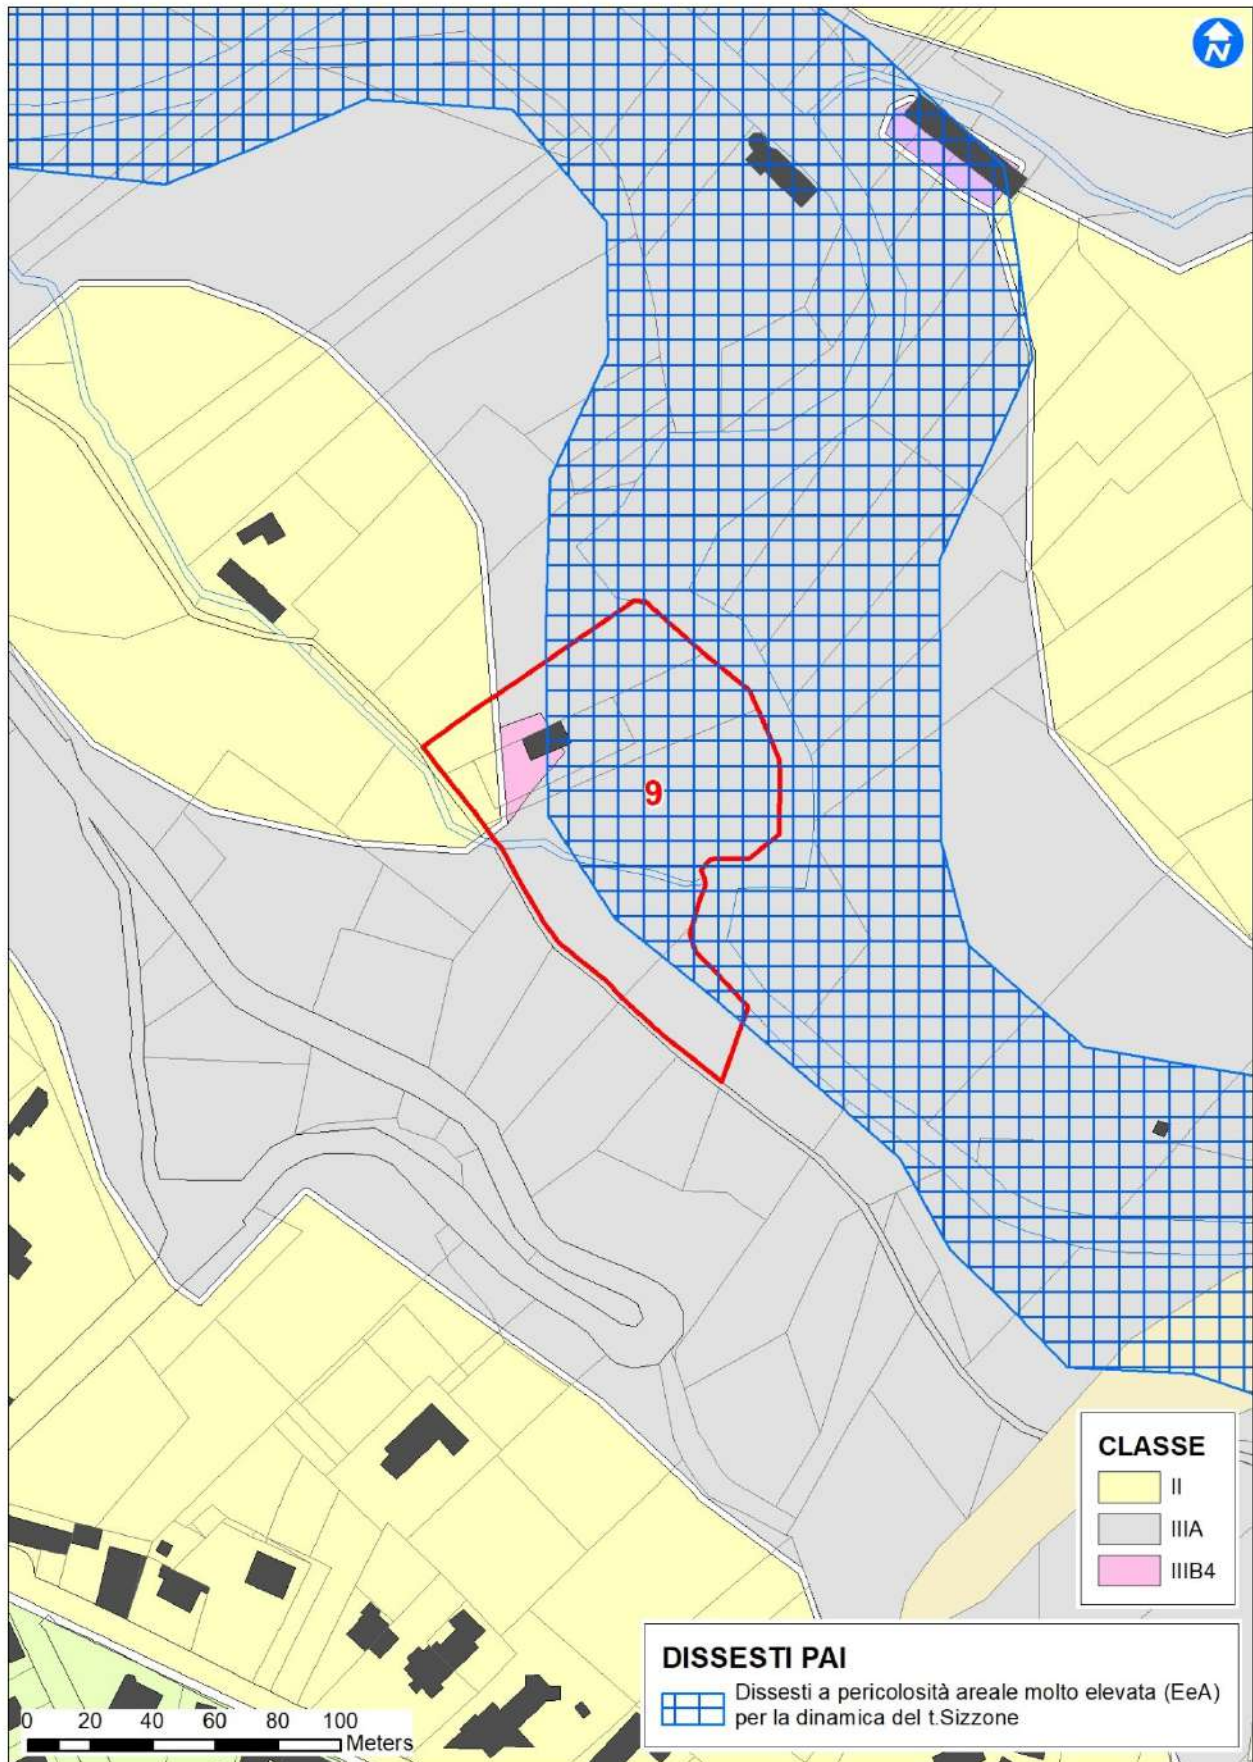 N
9
CLASSE
II
IIIA
IIIB4
DISSESTI PAI
Dissesti a pericolosità areale molto elevata (EeA)
per la dinamica del t.Sizzone
0 20 40 60 80 100
Meters